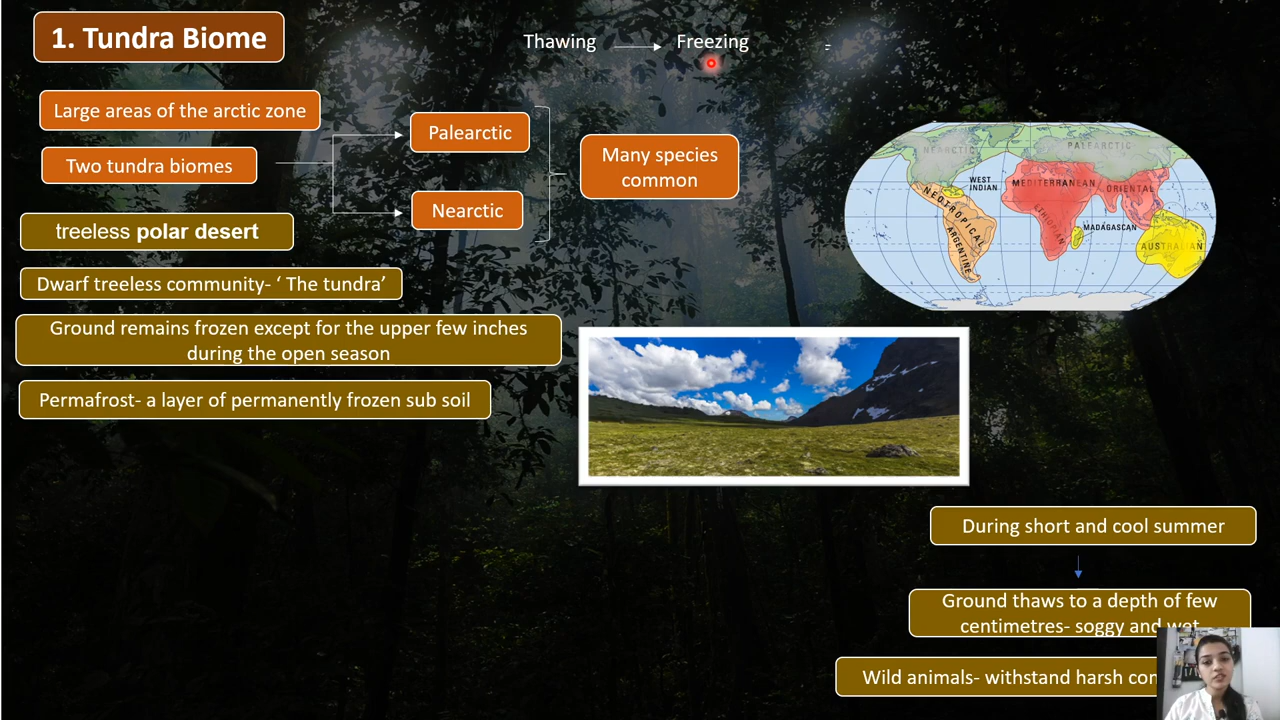 1. Tundra Biome
Thawing
Freezing
Large areas of the arctic zone
Two tundra biomes
Palearctic
Nearctic
Many species
common
treeless polar desert
Dwarf treeless community- ‘ The tundra’
Ground remains frozen except for the upper few inches
during the open season
Permafrost- a layer of permanently frozen sub soil
NEARCTIC
PALEARCTIC
WEST
INDIAN
MEDITERRANEAN
ORIENTAL
NEOTROPICAL
ETHIOPIAN
MADAGASCAN
ARGENTINE
AUSTRALIAN
During short and cool summer
Ground thaws to a depth of few
centimetres- soggy and wet
Wild animals- withstand harsh